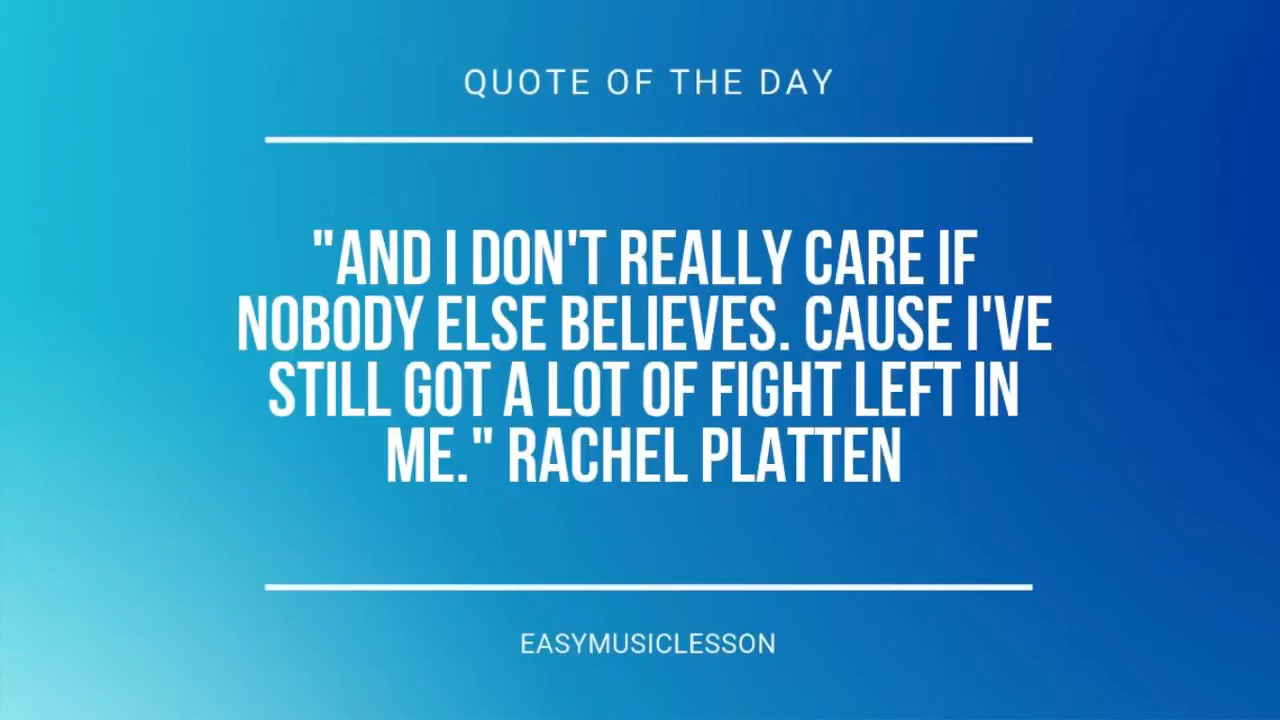 QUOTE OF THE DAY
"AND I DON'T REALLY CARE IF
NOBODY ELSE BELIEVES. CAUSE I'VE
STILL GOT A LOT OF FIGHT LEFT IN
ME." RACHEL PLATTEN
EASYMUSICLESSON